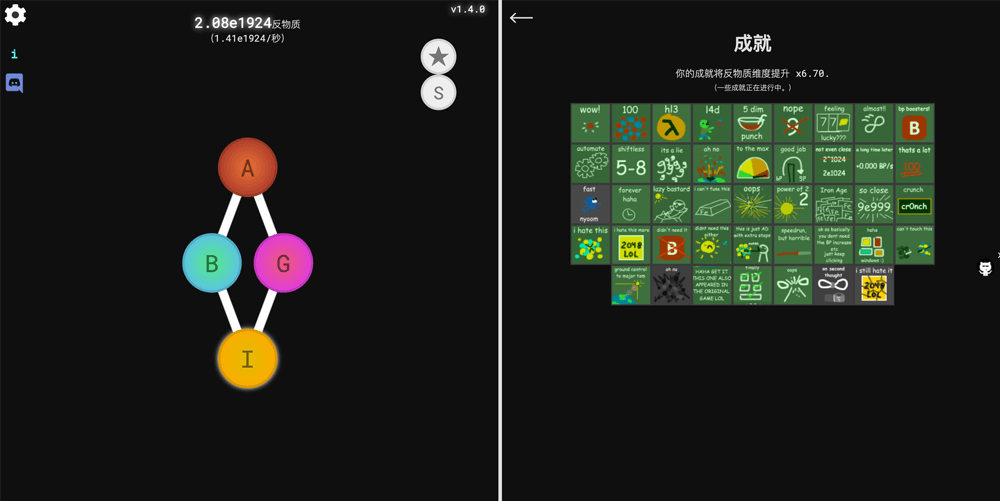 v1.4.0
2.08e1924反物质
(1.41e1924/秒)
i
S
A
B
G
I
成就
你的成就将反物质维度提升 x6.70.
(一些成就正在进行中。)
wow!
100
hl3
l4d
5 dim
punch
nope
9
feeling
77
lucky???
almost!!
bp boosters!
B
automate
shiftless
5-8
its a lie
oh no
to the max
good job
BP
SP
not even close
2^1024
2e1024
a long time later
+0.000 BP/s
thats a lot
100
fast
nyoom
forever
haha
lazy bastard
i can't fuse this
oops
power of 2
2
Iron Age
so close
9e999
crunch
cr0nch
i hate this
i hate this more
2048
LOL
didn't need it
B
didnt need this
either
this is just AD
with extra steps
speedrun,
but horrible
ok so basically
you dont need
the BP increase
etc
just keep
clicking
haha
windows :)
can't touch this
ground control
to major tom
oh no
HAHA GET IT
THIS ONE ALSO
APPEARED IN
THE ORIGINAL
GAME LOL
oops
on second
thought
i still hate it
2048
LOL